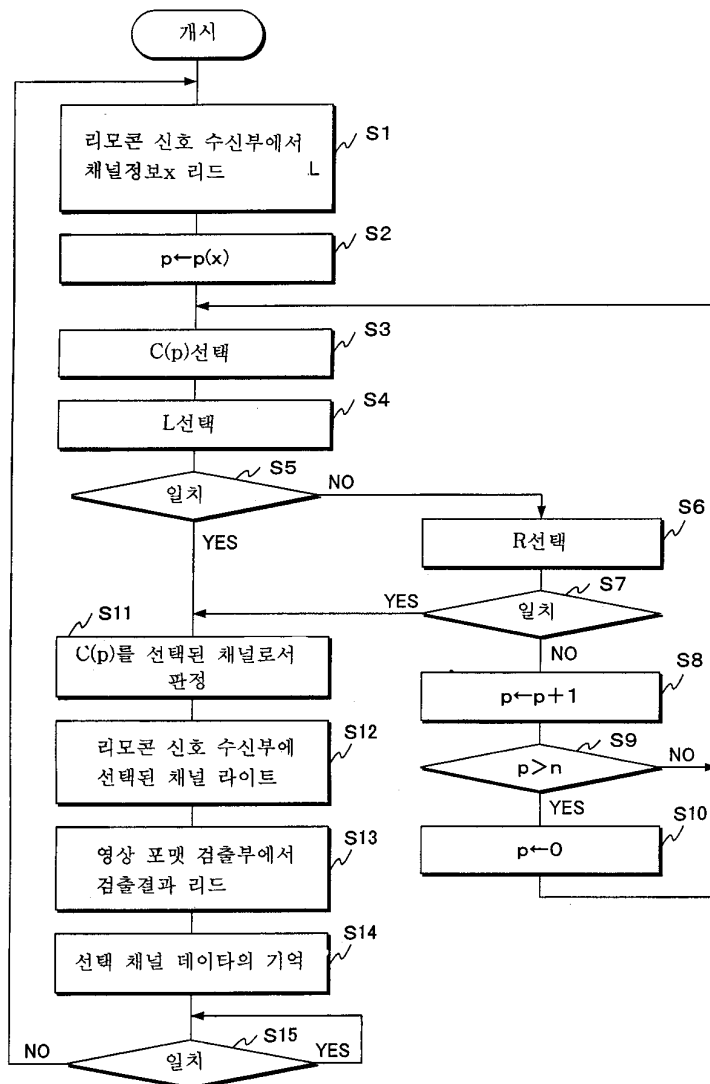 개시
리모콘 신호 수신부에서
채널정보x 리드 L
S1
p←p(x)
S2
C(p)선택
S3
L선택
S4
일치
S5
NO
YES
R선택
S6
일치
S7
YES
NO
p←p+1
S8
p>n
S9
NO
YES
p←0
S10
S11
C(p)를 선택된 채널로서
판정
리모콘 신호 수신부에
선택된 채널 라이트
S12
영상 포맷 검출부에서
검출결과 리드
S13
선택 채널 데이타의 기억
S14
일치
S15
NO
YES